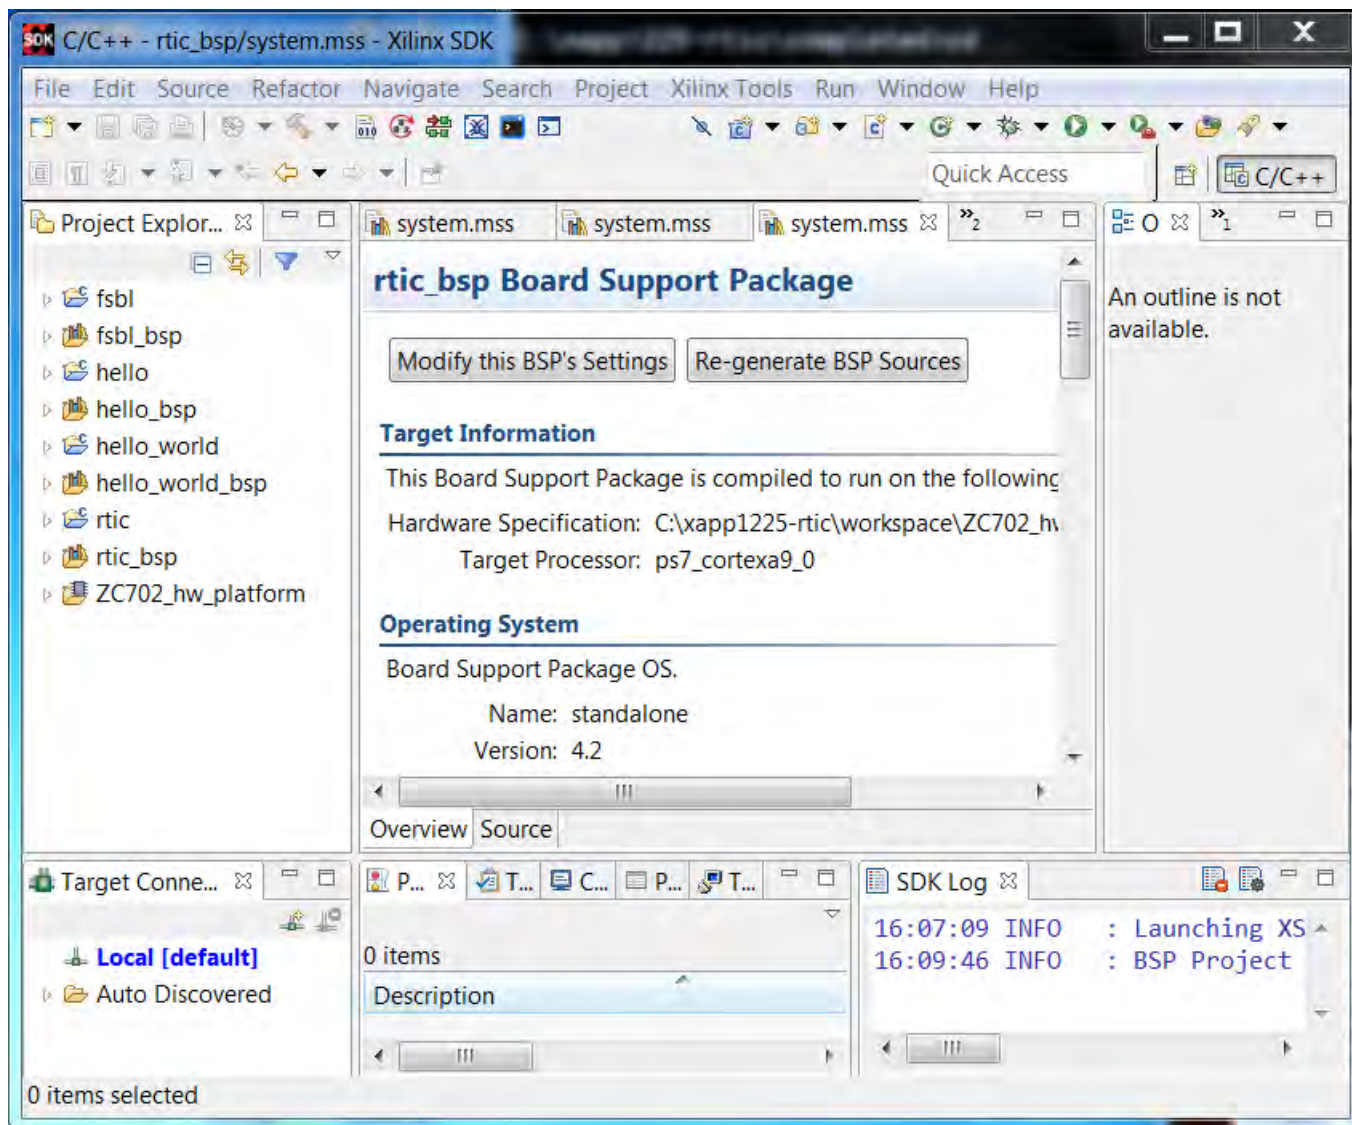 SDK C/C++ - rtic_bsp/system.mss - Xilinx SDK
File Edit Source Refactor Navigate Search Project Xilinx Tools Run Window Help
Quick Access
C/C++
Project Explor...
system.mss system.mss system.mss »2
O »1
fsbl
fsbl_bsp
hello
hello_bsp
hello_world
hello_world_bsp
rtic
rtic_bsp
ZC702_hw_platform
rtic_bsp Board Support Package
Modify this BSP's Settings Re-generate BSP Sources
Target Information
This Board Support Package is compiled to run on the following
Hardware Specification: C:\xapp1225-rtic\workspace\ZC702_hw
Target Processor: ps7_cortexa9_0
Operating System
Board Support Package OS.
Name: standalone
Version: 4.2
Overview Source
An outline is not
available.
Target Conne...
Local [default]
Auto Discovered
P... T... C... P... T...
0 items
Description
SDK Log
16:07:09 INFO : Launching XS
16:09:46 INFO : BSP Project
0 items selected